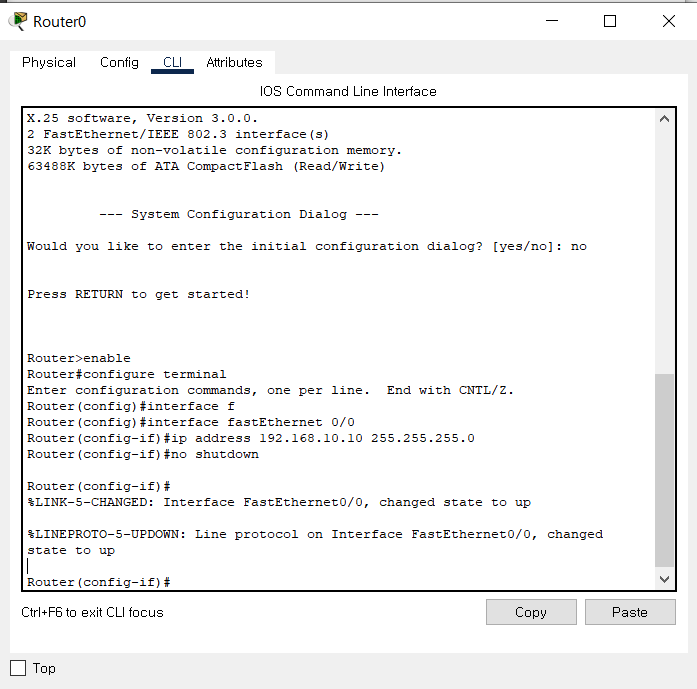 Router0
Physical Config CLI Attributes
IOS Command Line Interface
X.25 software, Version 3.0.0.
2 FastEthernet/IEEE 802.3 interface(s)
32K bytes of non-volatile configuration memory.
63488K bytes of ATA CompactFlash (Read/Write)
--- System Configuration Dialog ---
Would you like to enter the initial configuration dialog? [yes/no]: no
Press RETURN to get started!
Router>enable
Router#configure terminal
Enter configuration commands, one per line.  End with CNTL/Z.
Router(config)#interface f
Router(config)#interface fastEthernet 0/0
Router(config-if)#ip address 192.168.10.10 255.255.255.0
Router(config-if)#no shutdown
Router(config-if)#
%LINK-5-CHANGED: Interface FastEthernet0/0, changed state to up
%LINEPROTO-5-UPDOWN: Line protocol on Interface FastEthernet0/0, changed
state to up
Router(config-if)#
Ctrl+F6 to exit CLI focus
Copy Paste
Top